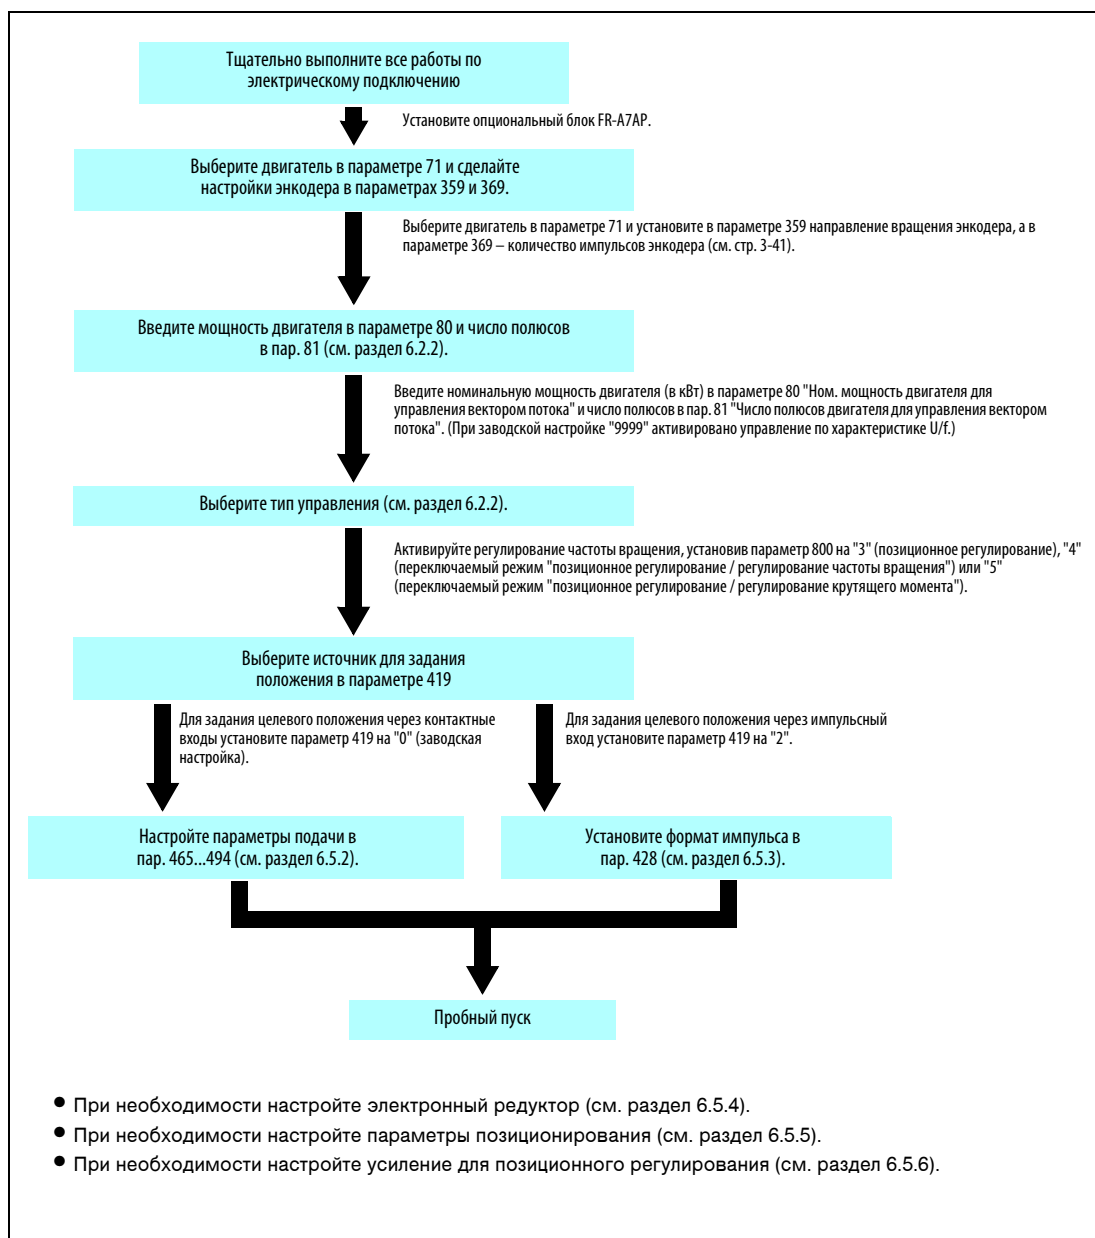 Тщательно выполните все работы по
электрическому подключению
Установите опциональный блок FR-A7AP.
Выберите двигатель в параметре 71 и сделайте
настройки энкодера в параметрах 359 и 369.
Выберите двигатель в параметре 71 и установите в параметре 359 направление вращения энкодера, а в
параметре 369 – количество импульсов энкодера (см. стр. 3-41).
Введите мощность двигателя в параметре 80 и число полюсов
в пар. 81 (см. раздел 6.2.2).
Введите номинальную мощность двигателя (в кВт) в параметре 80 "Ном. мощность двигателя для
управления вектором потока" и число полюсов в пар. 81 "Число полюсов двигателя для управления вектором
потока". (При заводской настройке "9999" активировано управление по характеристике U/f.)
Выберите тип управления (см. раздел 6.2.2).
Активируйте регулирование частоты вращения, установив параметр 800 на "3" (позиционное регулирование), "4"
(переключаемый режим "позиционное регулирование / регулирование частоты вращения") или "5"
(переключаемый режим "позиционное регулирование / регулирование крутящего момента").
Выберите источник для задания
положения в параметре 419
Для задания целевого положения через контактные
входы установите параметр 419 на "0" (заводская
настройка).
Для задания целевого положения через импульсный
вход установите параметр 419 на "2".
Настройте параметры подачи в
пар. 465...494 (см. раздел 6.5.2).
Установите формат импульса в
пар. 428 (см. раздел 6.5.3).
Пробный пуск
● При необходимости настройте электронный редуктор (см. раздел 6.5.4).
● При необходимости настройте параметры позиционирования (см. раздел 6.5.5).
● При необходимости настройте усиление для позиционного регулирования (см. раздел 6.5.6).